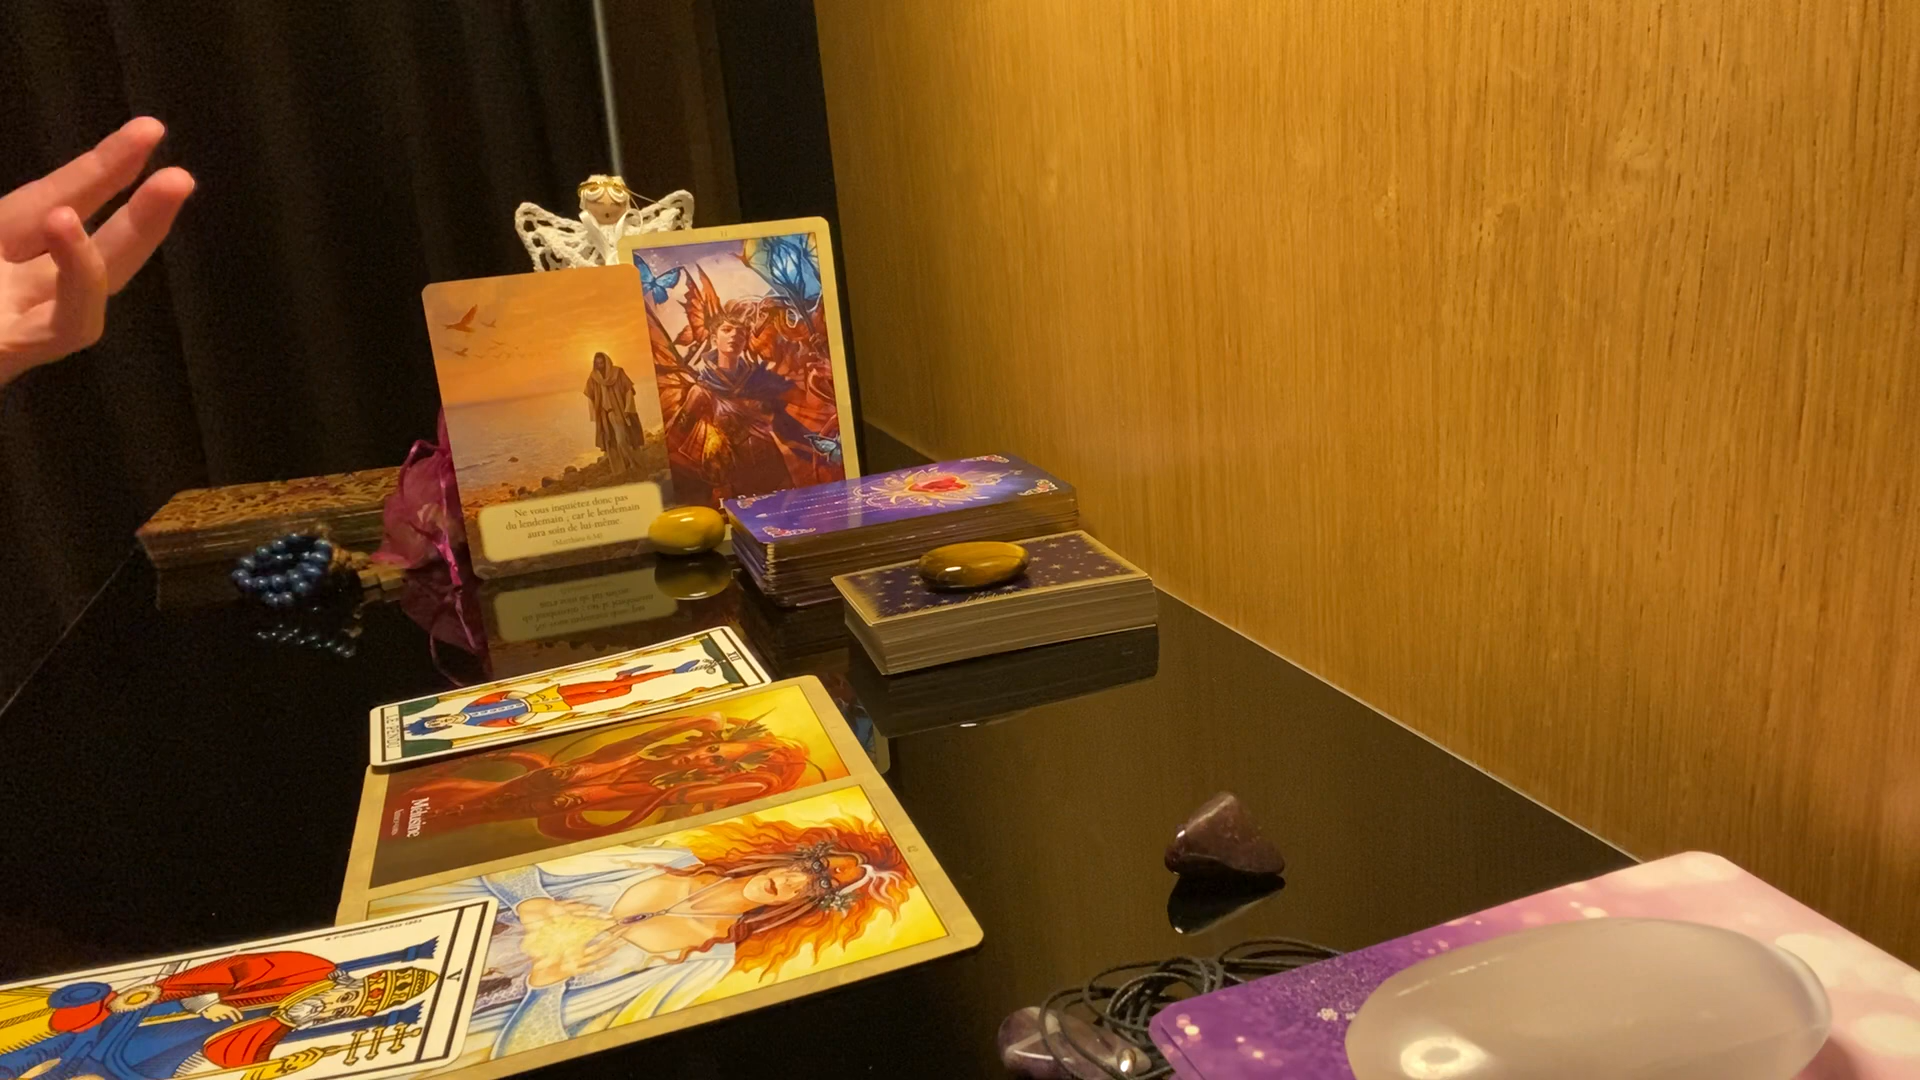 Ne vous inquiétez donc pas
du lendemain ; car le lendemain
aura soin de lui-même.
(Matthieu 6.34)
XII
LE PENDU
Mélusine
V